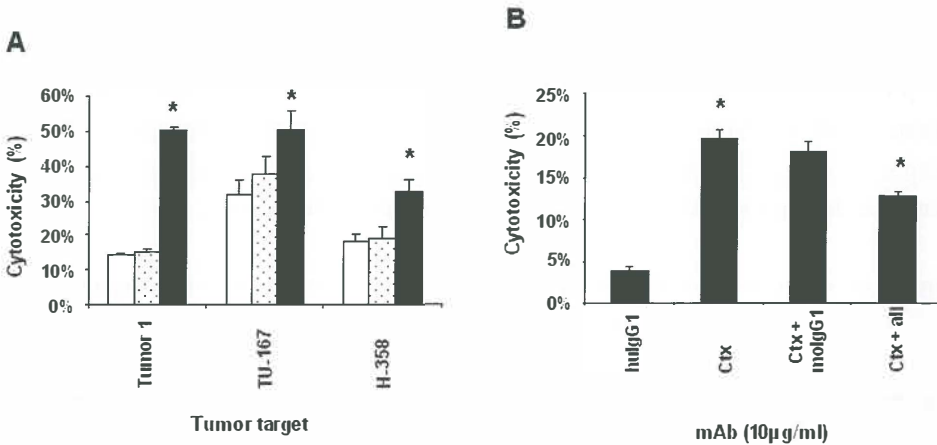 A
Cytotoxicity (%)
60%
50%
40%
30%
20%
10%
0%
*
*
*
Tumor 1
TU-167
H-358
Tumor target
B
Cytotoxicity (%)
25%
20%
15%
10%
5%
0%
*
*
huIgG1
Ctx
Ctx +
moIgG1
Ctx + all
mAb (10µg/ml)